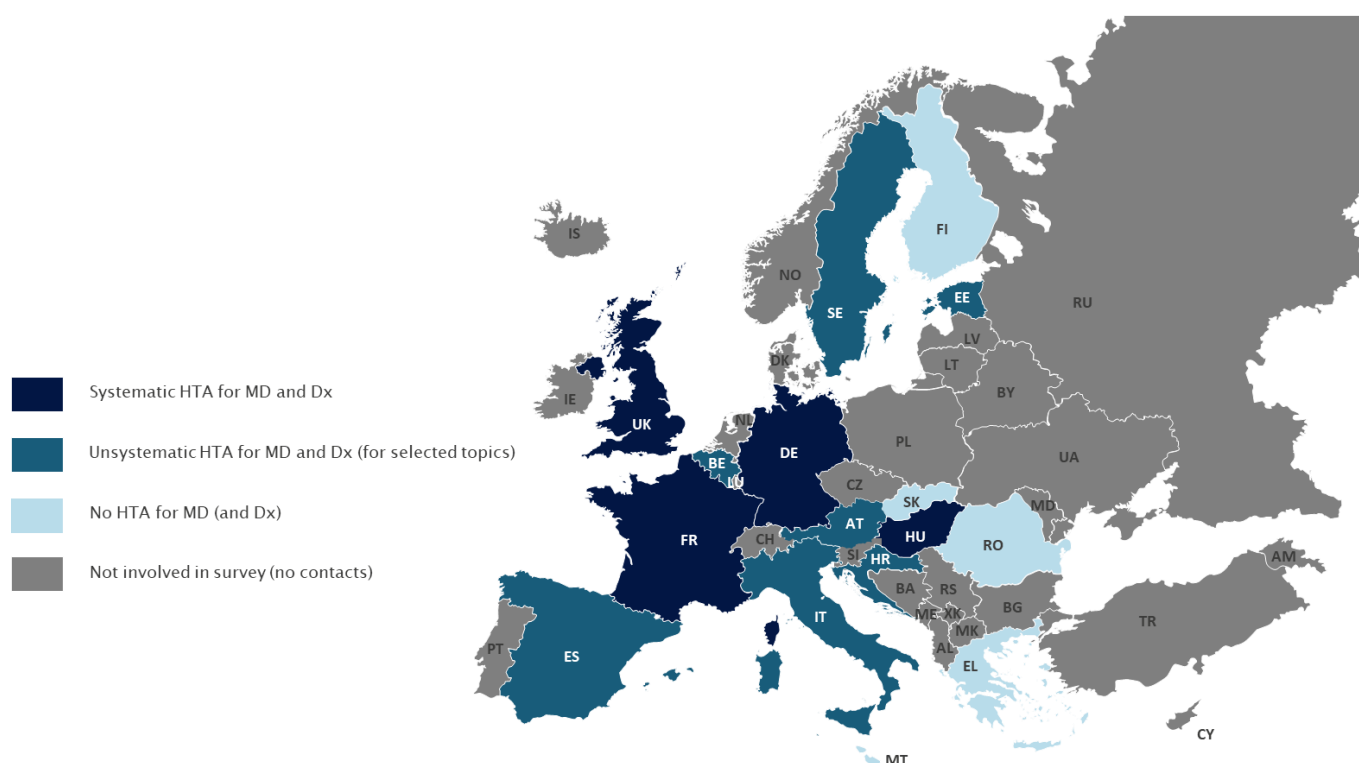 IS
FI
NO
SE
EE
RU
LV
DK
LT
IE
BY
NL
UK
PL
DE
UA
BE
LU
CZ
SK
MD
AT
HU
FR
CH
RO
SI
HR
AM
BA
RS
IT
ME
XK
BG
TR
MK
PT
AL
ES
EL
CY
MT
Systematic HTA for MD and Dx
Unsystematic HTA for MD and Dx (for selected topics)
No HTA for MD (and Dx)
Not involved in survey (no contacts)